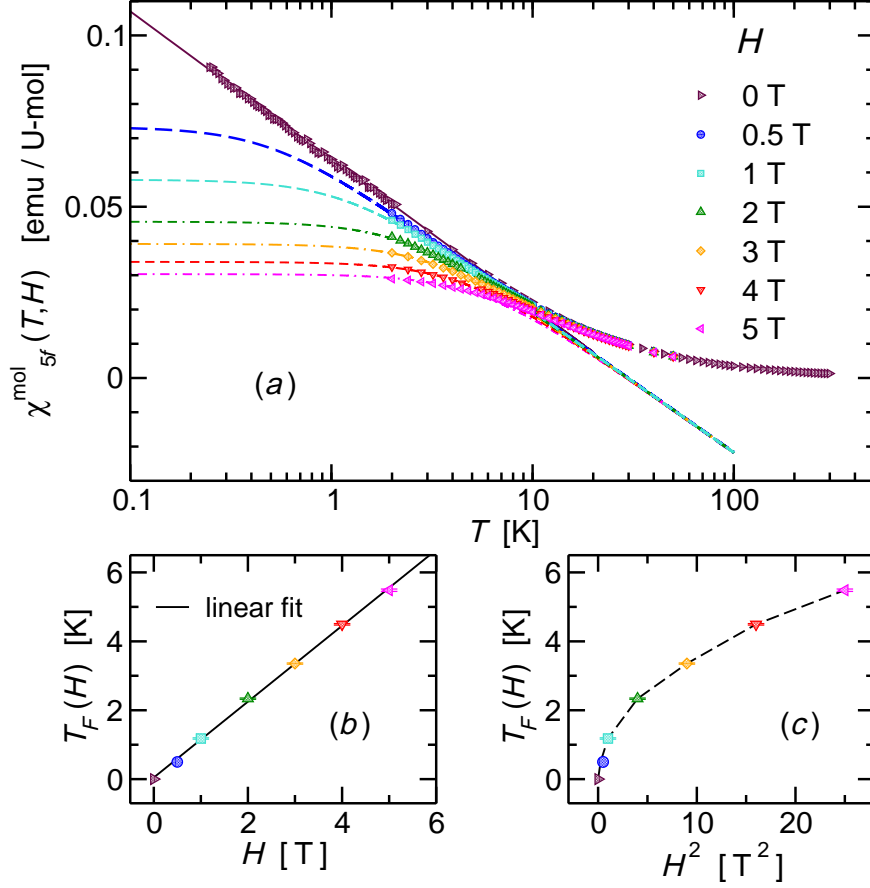 0.1
0.05
0
χ^mol_5f (T,H) [emu / U-mol]
H
0 T
0.5 T
1 T
2 T
3 T
4 T
5 T
(a)
0.1 1 10 100
T [K]
6
4
2
0
T_F (H) [K]
linear fit
(b)
0 2 4 6
H [T]
6
4
2
0
T_F (H) [K]
(c)
0 10 20
H^2 [T^2]